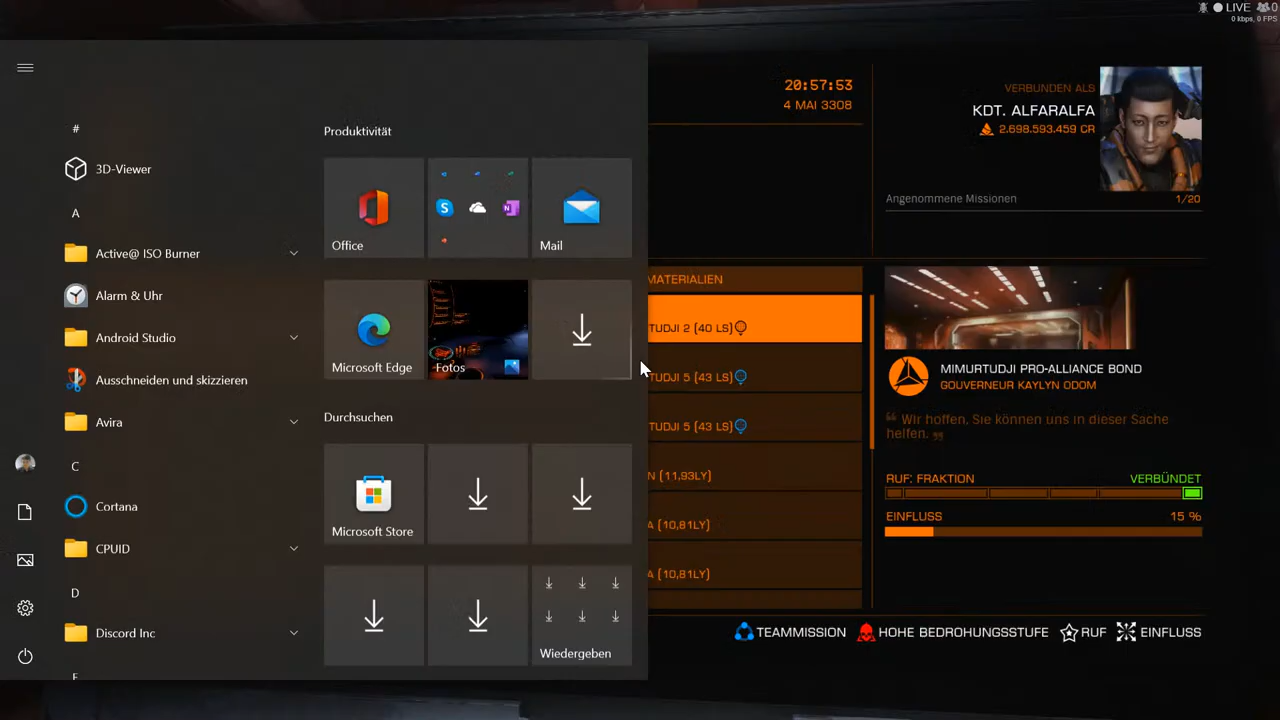 LIVE
0
0 kbps, 0 FPS
#
3D-Viewer
A
Active@ ISO Burner
Alarm & Uhr
Android Studio
Ausschneiden und skizzieren
Avira
C
Cortana
CPUID
D
Discord Inc
E
Produktivität
Office
Mail
Microsoft Edge
Fotos
Durchsuchen
Microsoft Store
Wiedergeben
20:57:53
4 MAI 3308
VERBUNDEN ALS
KDT. ALFARALFA
2.698.593.459 CR
Angenommene Missionen
1/20
MATERIALIEN
TUDJI 2 (40 LS)
TUDJI 5 (43 LS)
TUDJI 5 (43 LS)
N (11,93LY)
A (10,81LY)
A (10,81LY)
MIMURTUDJI PRO-ALLIANCE BOND
GOUVERNEUR KAYLYN ODOM
“ Wir hoffen, Sie können uns in dieser Sache
helfen. ”
RUF: FRAKTION
VERBÜNDET
EINFLUSS
15 %
TEAMMISSION
HOHE BEDROHUNGSSTUFE
RUF
EINFLUSS